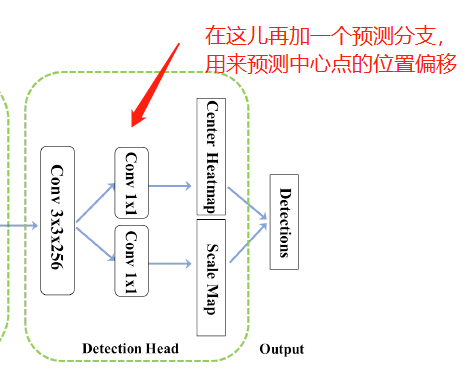 在这儿再加一个预测分支，
用来预测中心点的位置偏移
Conv 3x3x256
Conv 1x1
Conv 1x1
Center Heatmap
Scale Map
Detections
Detection Head
Output